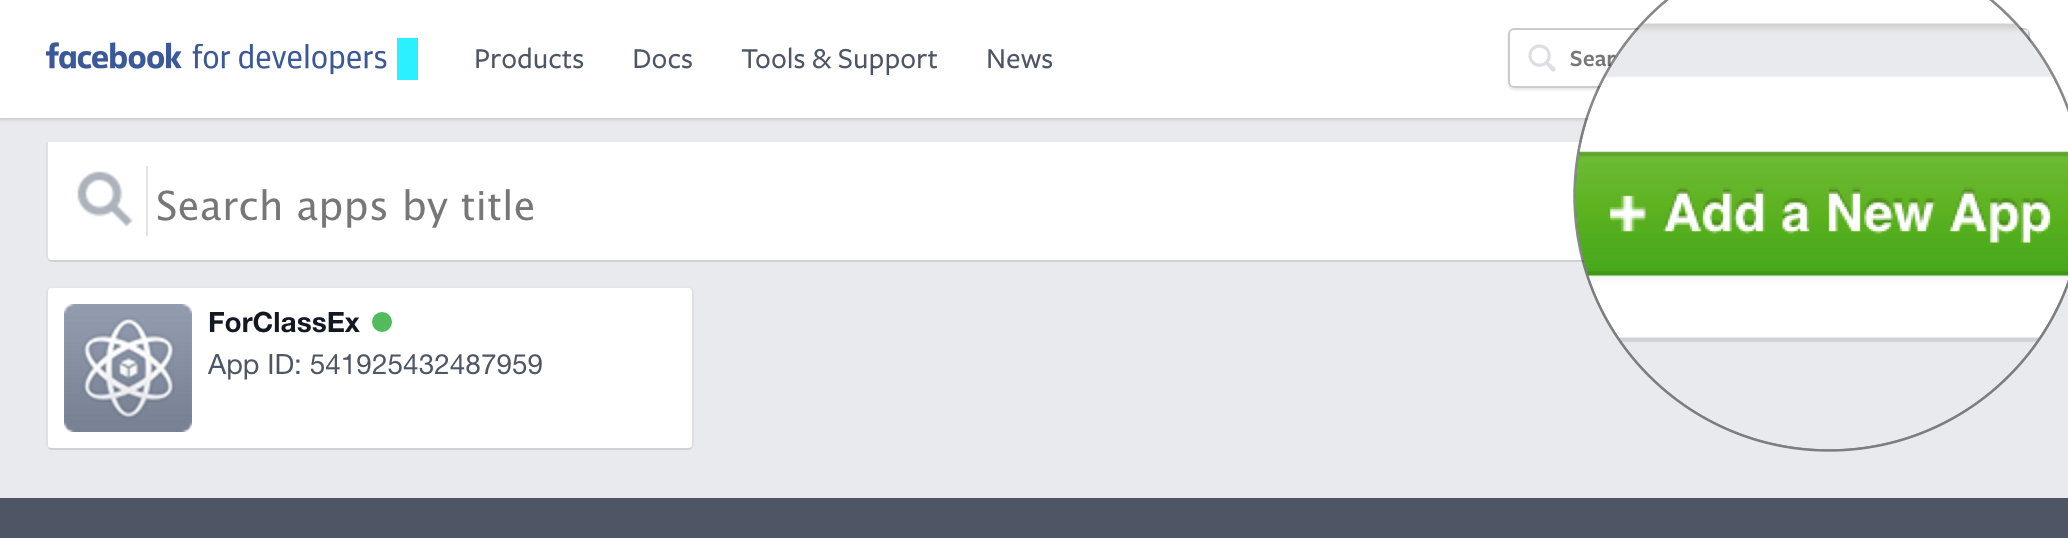 facebook for developers
Products
Docs
Tools & Support
News
Search apps by title
+ Add a New App
ForClassEx
App ID: 541925432487959